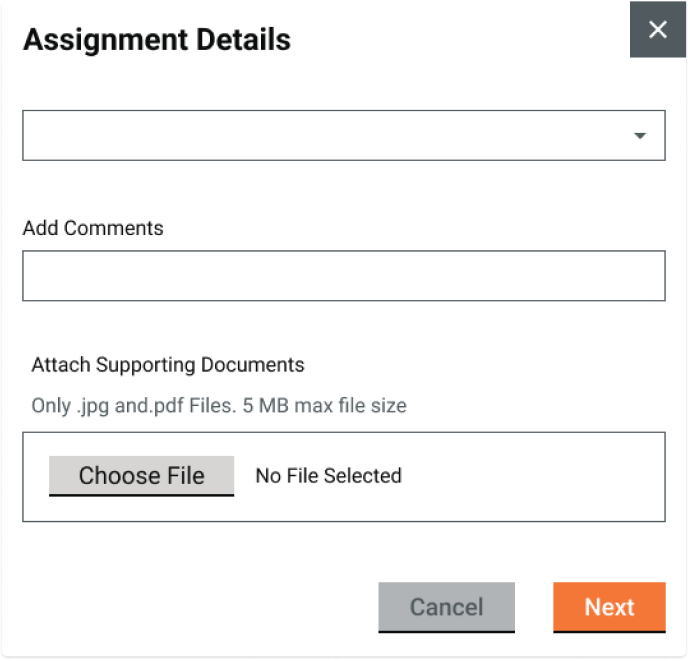 Assignment Details
Add Comments
Attach Supporting Documents
Only .jpg and.pdf Files. 5 MB max file size
Choose File No File Selected
Cancel Next